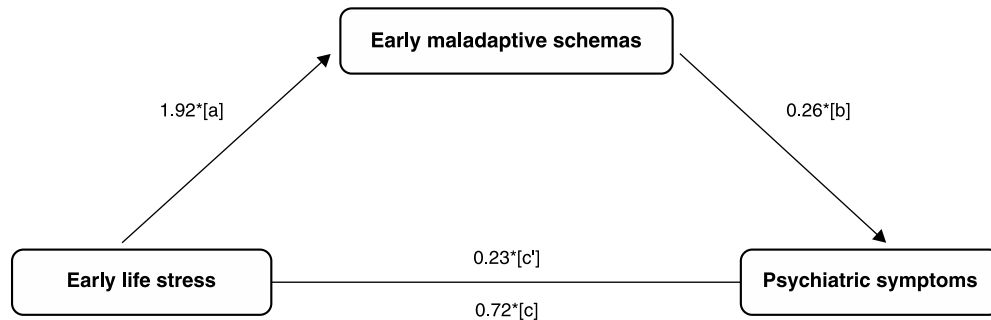 Early maladaptive schemas
1.92*[a]
0.26*[b]
Early life stress
0.23*[c']
0.72*[c]
Psychiatric symptoms